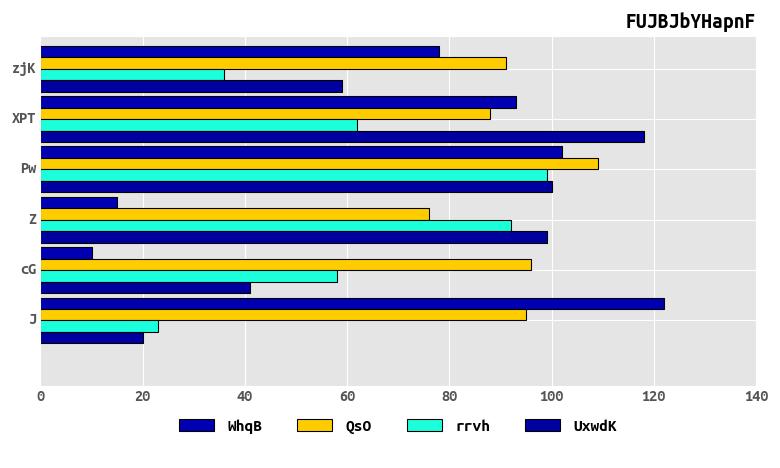 FUJBJbYHapnF
zjK
XPT
Pw
Z
cG
J
0 20 40 60 80 100 120 140
WhqB QsO rrvh UxwdK